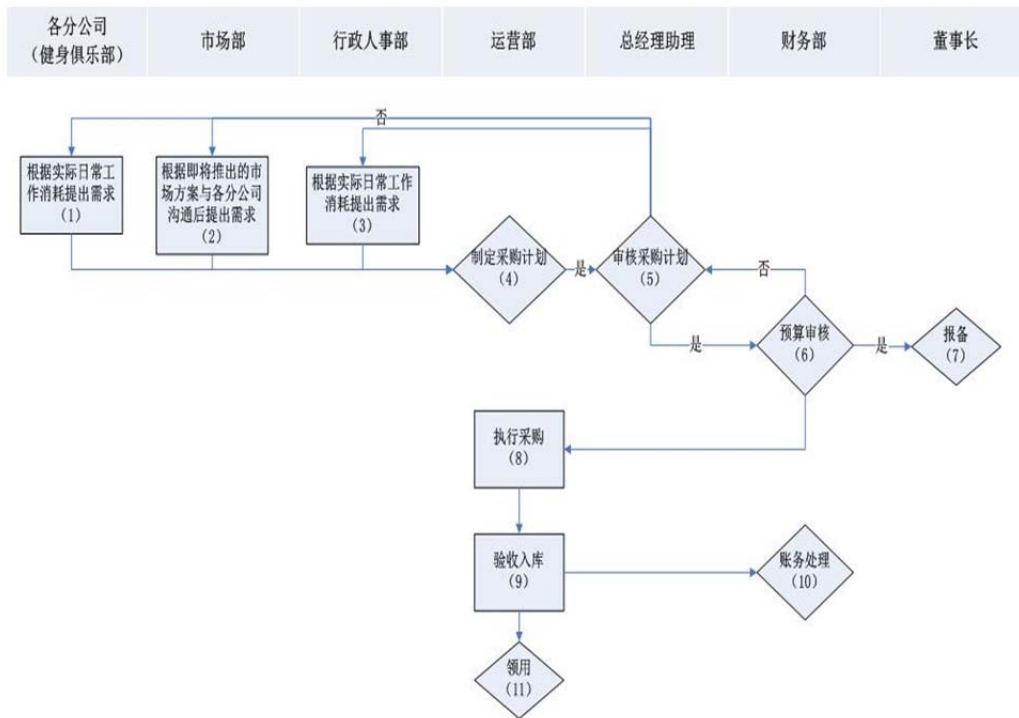 各分公司
（健身俱乐部）
市场部
行政人事部
运营部
总经理助理
财务部
董事长
否
根据实际日常工
作消耗提出需求
（1）
根据即将推出的市
场方案与各分公司
沟通后提出需求
（2）
根据实际日常工作
消耗提出需求
（3）
制定采购计划
（4）
是
审核采购计划
（5）
否
是
预算审核
（6）
是
报备
（7）
执行采购
（8）
验收入库
（9）
账务处理
（10）
领用
（11）